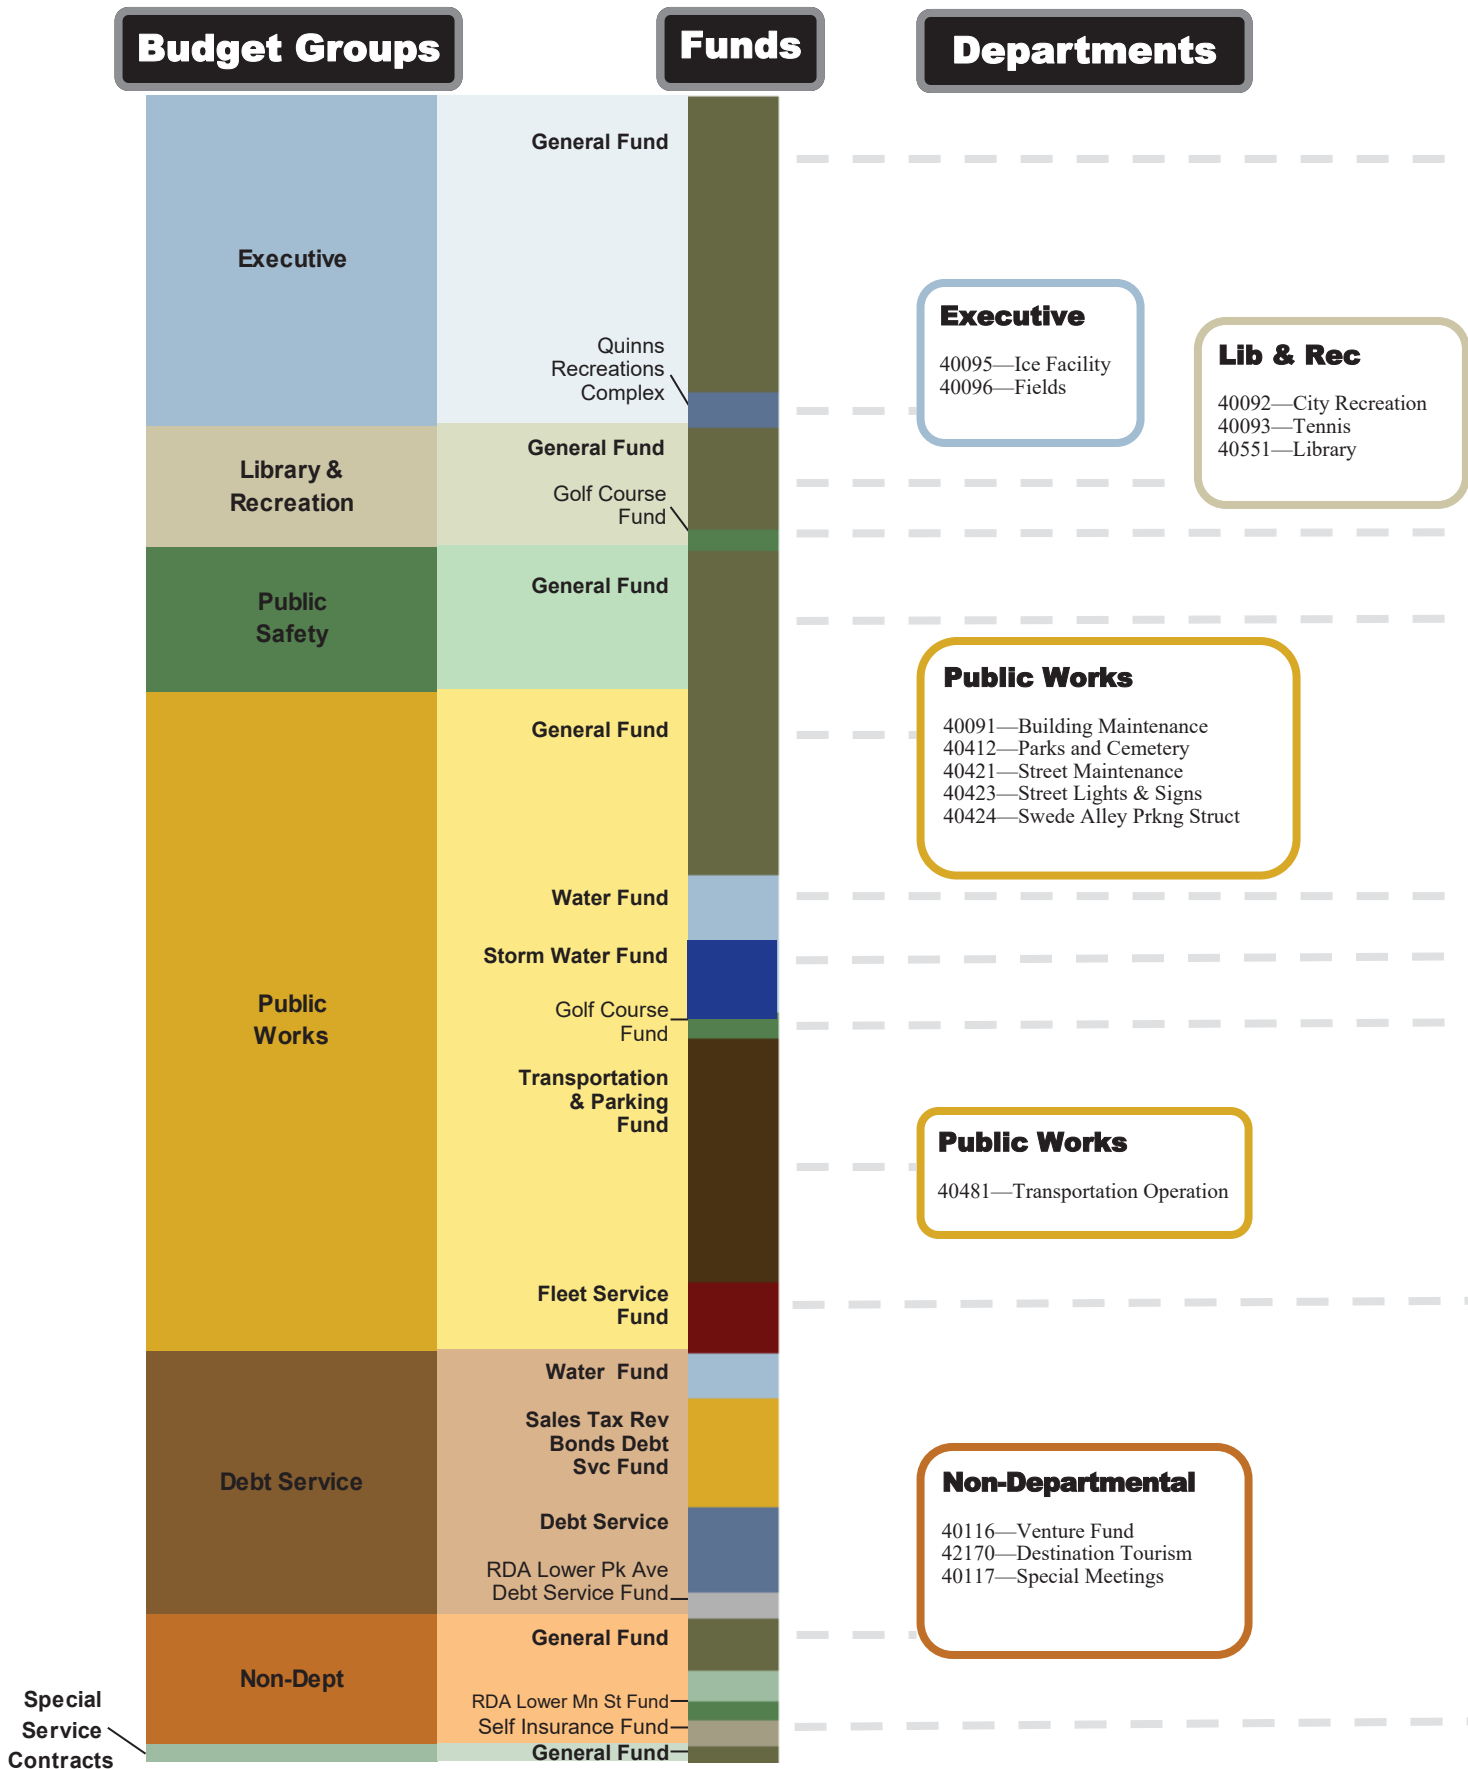 Budget Groups
Funds
Departments
General Fund
Executive
Quinns
Recreations
Complex
Executive
40095—Ice Facility
40096—Fields
Lib & Rec
40092—City Recreation
40093—Tennis
40551—Library
Library &
Recreation
General Fund
Golf Course
Fund
Public
Safety
General Fund
Public Works
40091—Building Maintenance
40412—Parks and Cemetery
40421—Street Maintenance
40423—Street Lights & Signs
40424—Swede Alley Prkng Struct
General Fund
Water Fund
Storm Water Fund
Public
Works
Golf Course
Fund
Transportation
& Parking
Fund
Public Works
40481—Transportation Operation
Fleet Service
Fund
Water  Fund
Sales Tax Rev
Bonds Debt
Svc Fund
Debt Service
Debt Service
RDA Lower Pk Ave
Debt Service Fund
Non-Departmental
40116—Venture Fund
42170—Destination Tourism
40117—Special Meetings
General Fund
Non-Dept
RDA Lower Mn St Fund
Self Insurance Fund
Special
Service
Contracts
General Fund